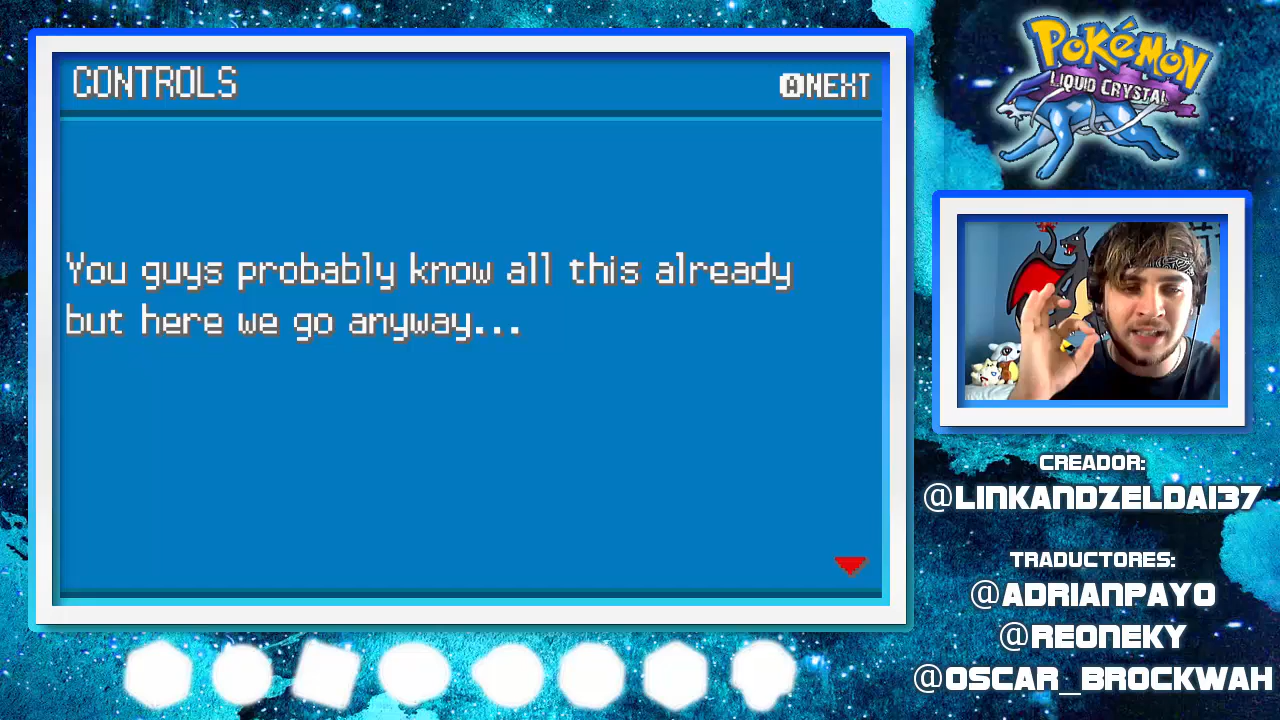 CONTROLS
A NEXT
You guys probably know all this already
but here we go anyway...
POKéMON
LIQUID CRYSTAL
CREADOR:
@LINKANDZELDA137
TRADUCTORES:
@ADRIANPAYO
@REONEKY
@OSCAR_BROCKWAH